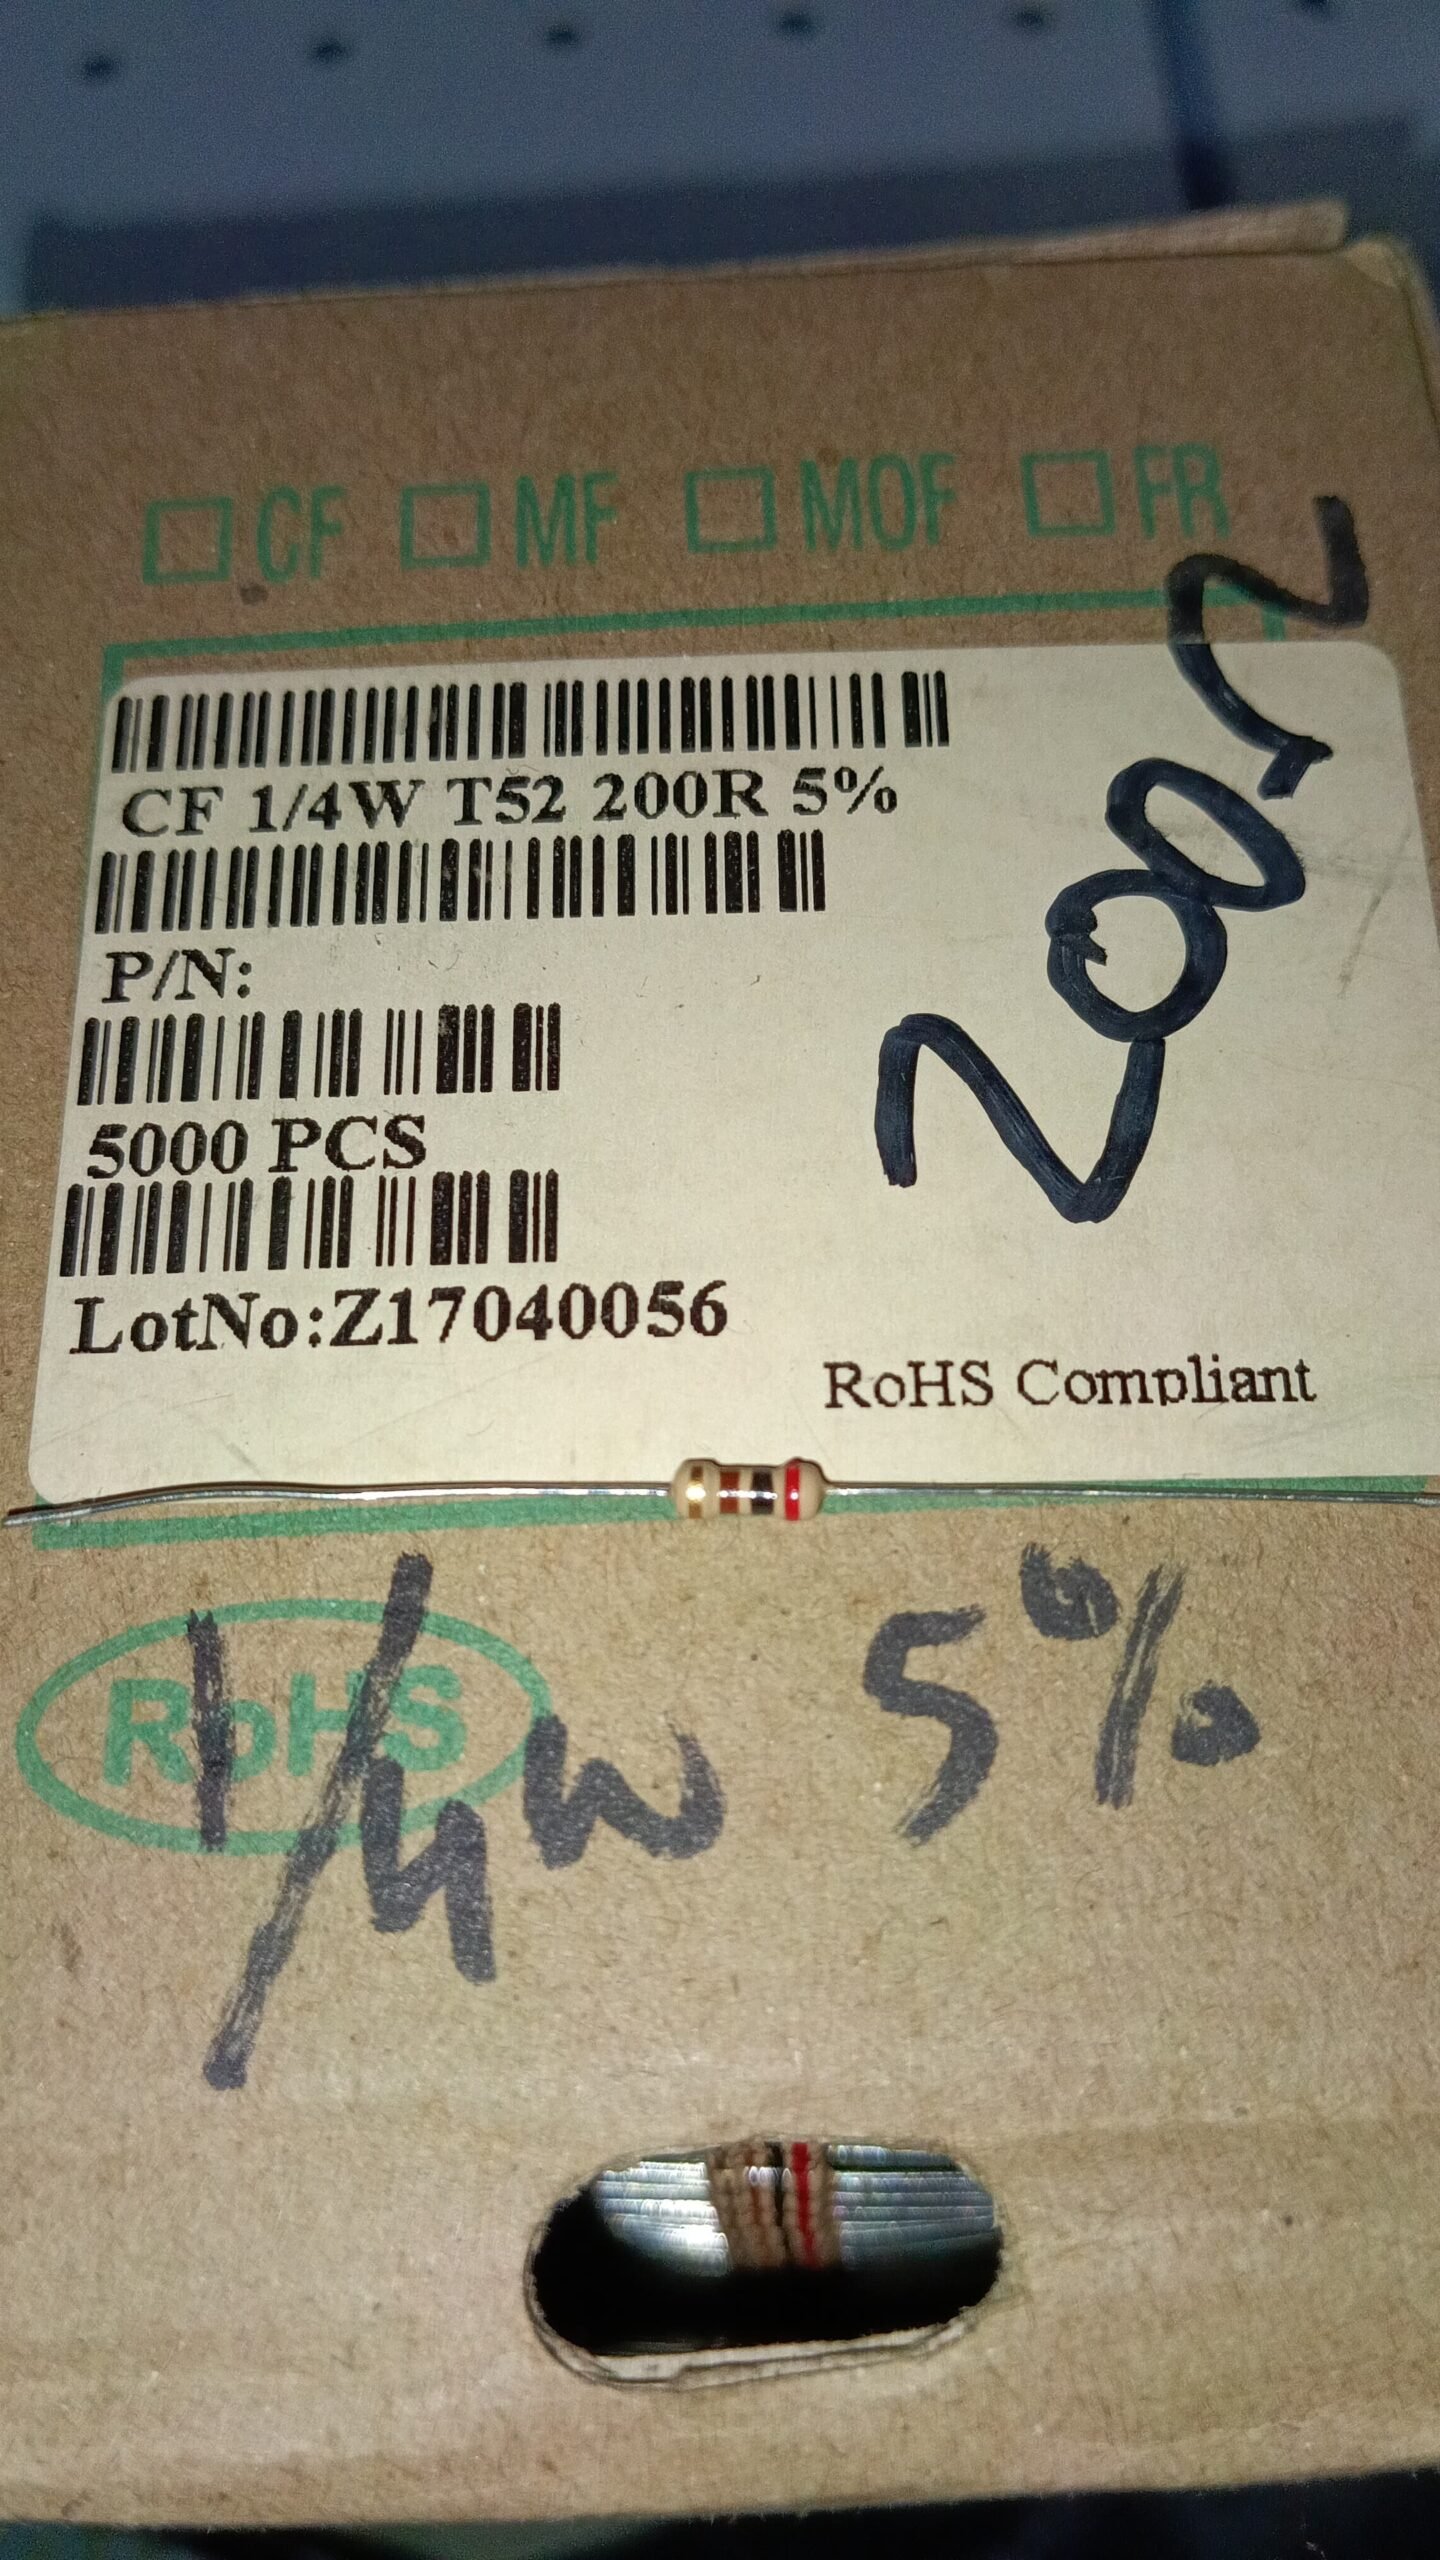 CF MF MOF FR
CF 1/4W T52 200R 5%
P/N:
5000 PCS
LotNo:Z17040056
200Ω
RoHS Compliant
RoHS
1/4W 5%